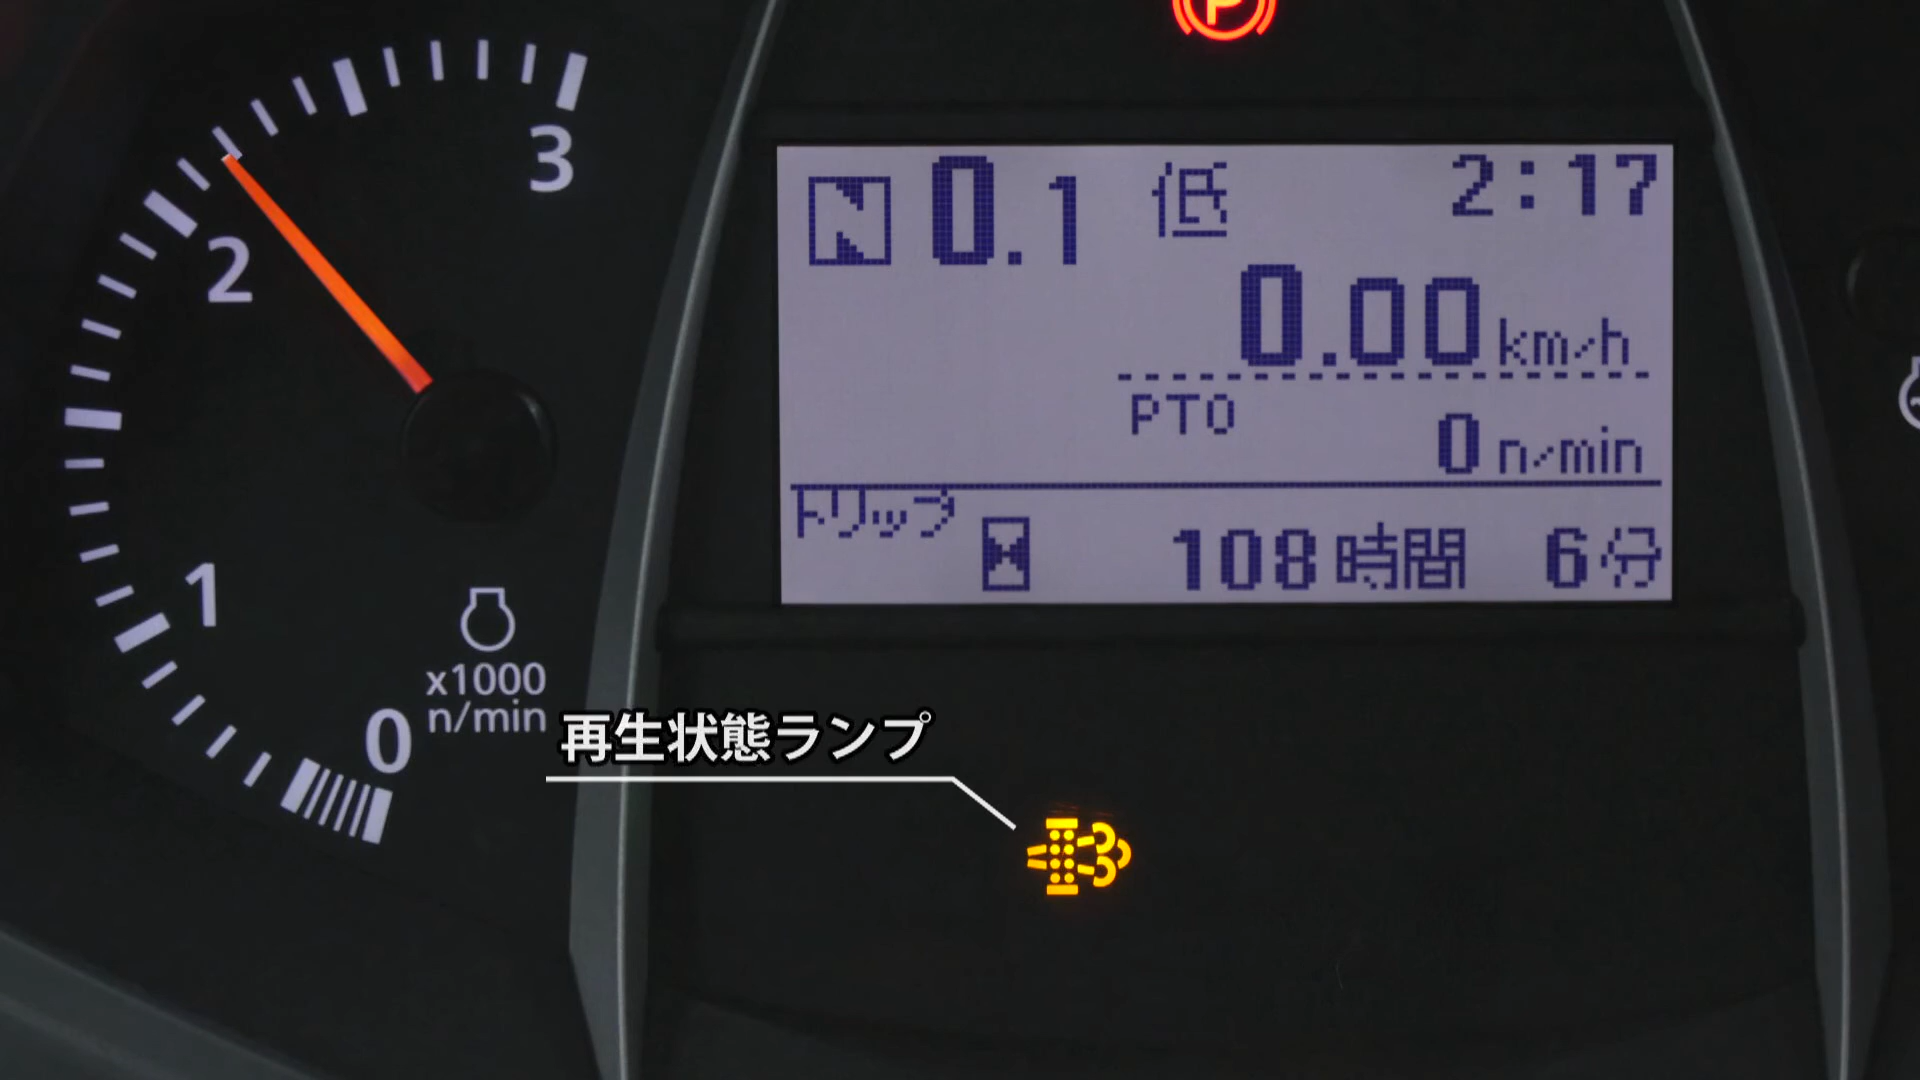 P
3
2
1
0
x1000
n/min
N 0.1 低 2:17
0.00 km/h
PTO
0 n/min
トリップ
108時間 6分
再生状態ランプ